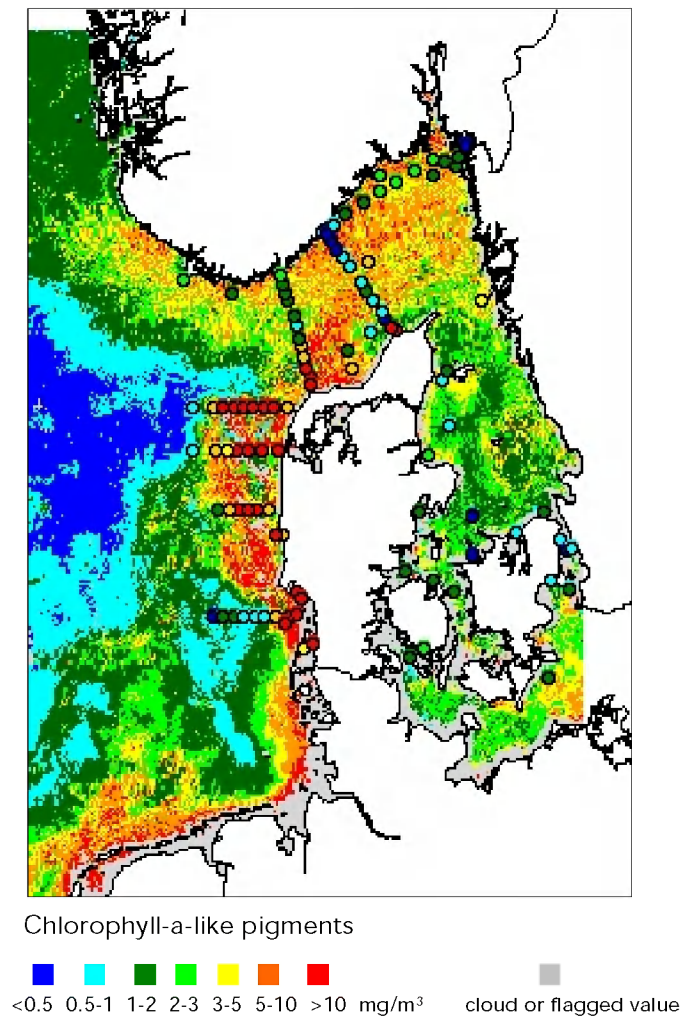 Chlorophyll-a-like pigments
<0.5 0.5-1 1-2 2-3 3-5 5-10 >10 mg/m³ cloud or flagged value